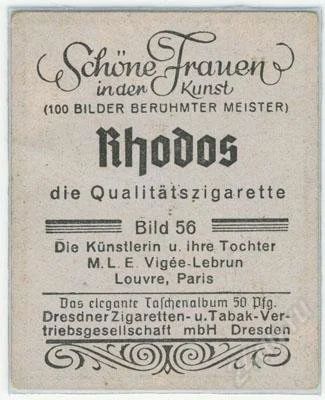 Schöne Frauen
in der Kunst
(100 BILDER BERÜHMTER MEISTER)
Rhodos
die Qualitätszigarette
Bild 56
Die Künstlerin u. ihre Tochter
M. L. E. Vigée-Lebrun
Louvre, Paris
Das elegante Taschenalbum 50 Pfg.
Dresdner Zigaretten- u. Tabak-Ver-
triebsgesellschaft mbH Dresden